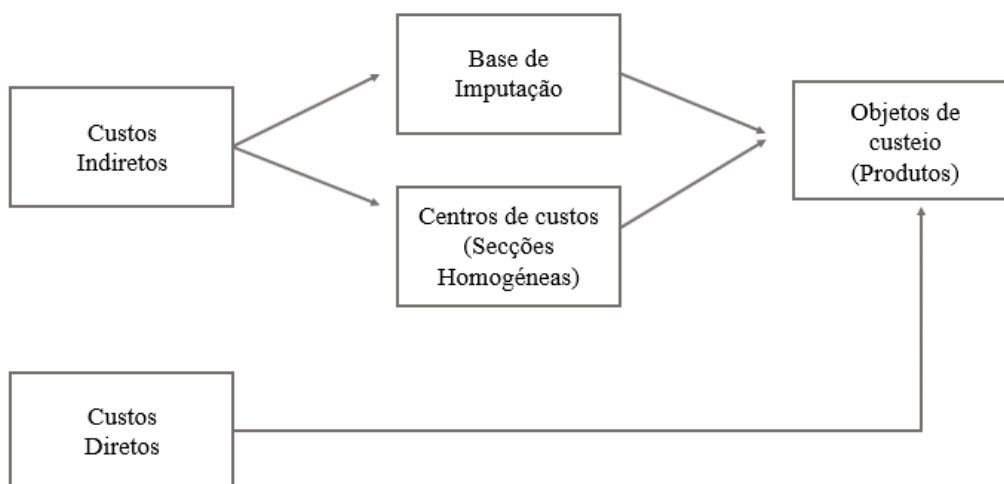 Base de
Imputação
Custos
Indiretos
Objetos de
custeio
(Produtos)
Centros de custos
(Secções
Homogéneas)
Custos
Diretos